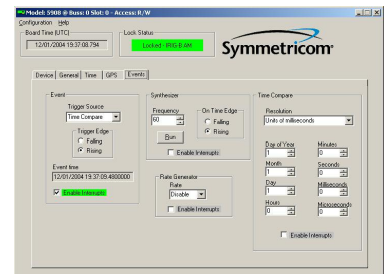 Model: 5908 @ Buss: 0 Slot: 0 - Access: R/W
Configuration Help
Board Time (UTC)
12/01/2004 19:37:08.794
Lock Status
Locked - IRIG-B AM
Symmetricom®
Device General Time GPS Events
Event
Trigger Source
Time Compare
Trigger Edge
Falling
Rising
Event time
12/01/2004 19:37:09.4800000
Enable Interrupts
Synthesizer
Frequency
60
Run
On Time Edge
Falling
Rising
Enable Interrupts
Rate Generator
Rate
Disable
Enable Interrupts
Time Compare
Resolution
Units of milliseconds
Day of Year
1
Minutes
0
Month
1
Seconds
0
Day
1
Milliseconds
0
Hours
0
Microseconds
0
Enable Interrupts